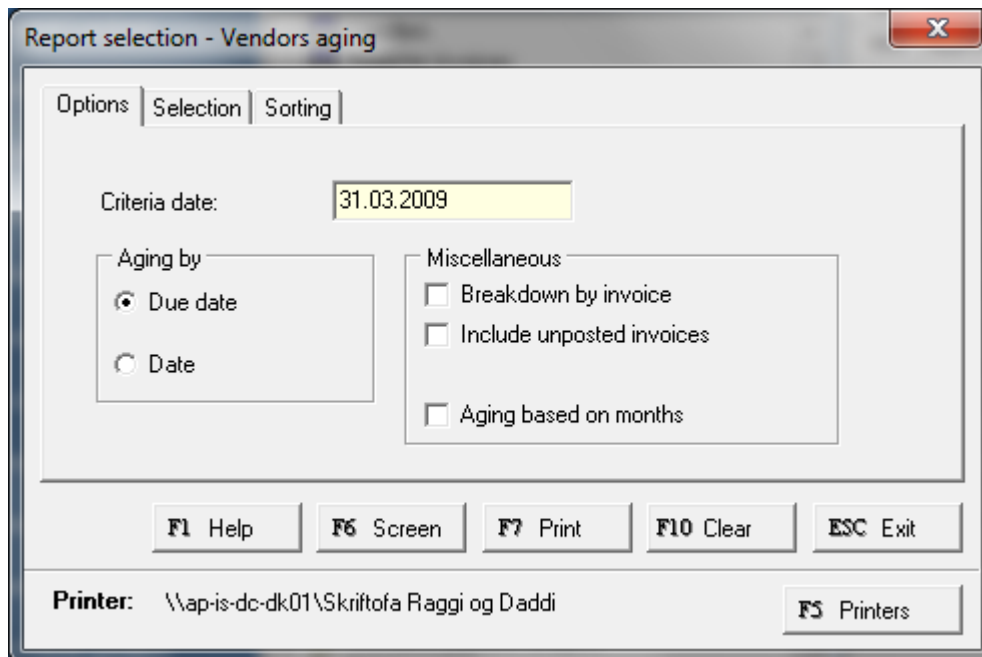 Report selection - Vendors aging
Options Selection Sorting
Criteria date: 31.03.2009
Aging by
Due date
Date
Miscellaneous
Breakdown by invoice
Include unposted invoices
Aging based on months
F1 Help F6 Screen F7 Print F10 Clear ESC Exit
Printer: \\ap-is-dc-dk01\Skriftofa Raggi og Daddi
F5 Printers